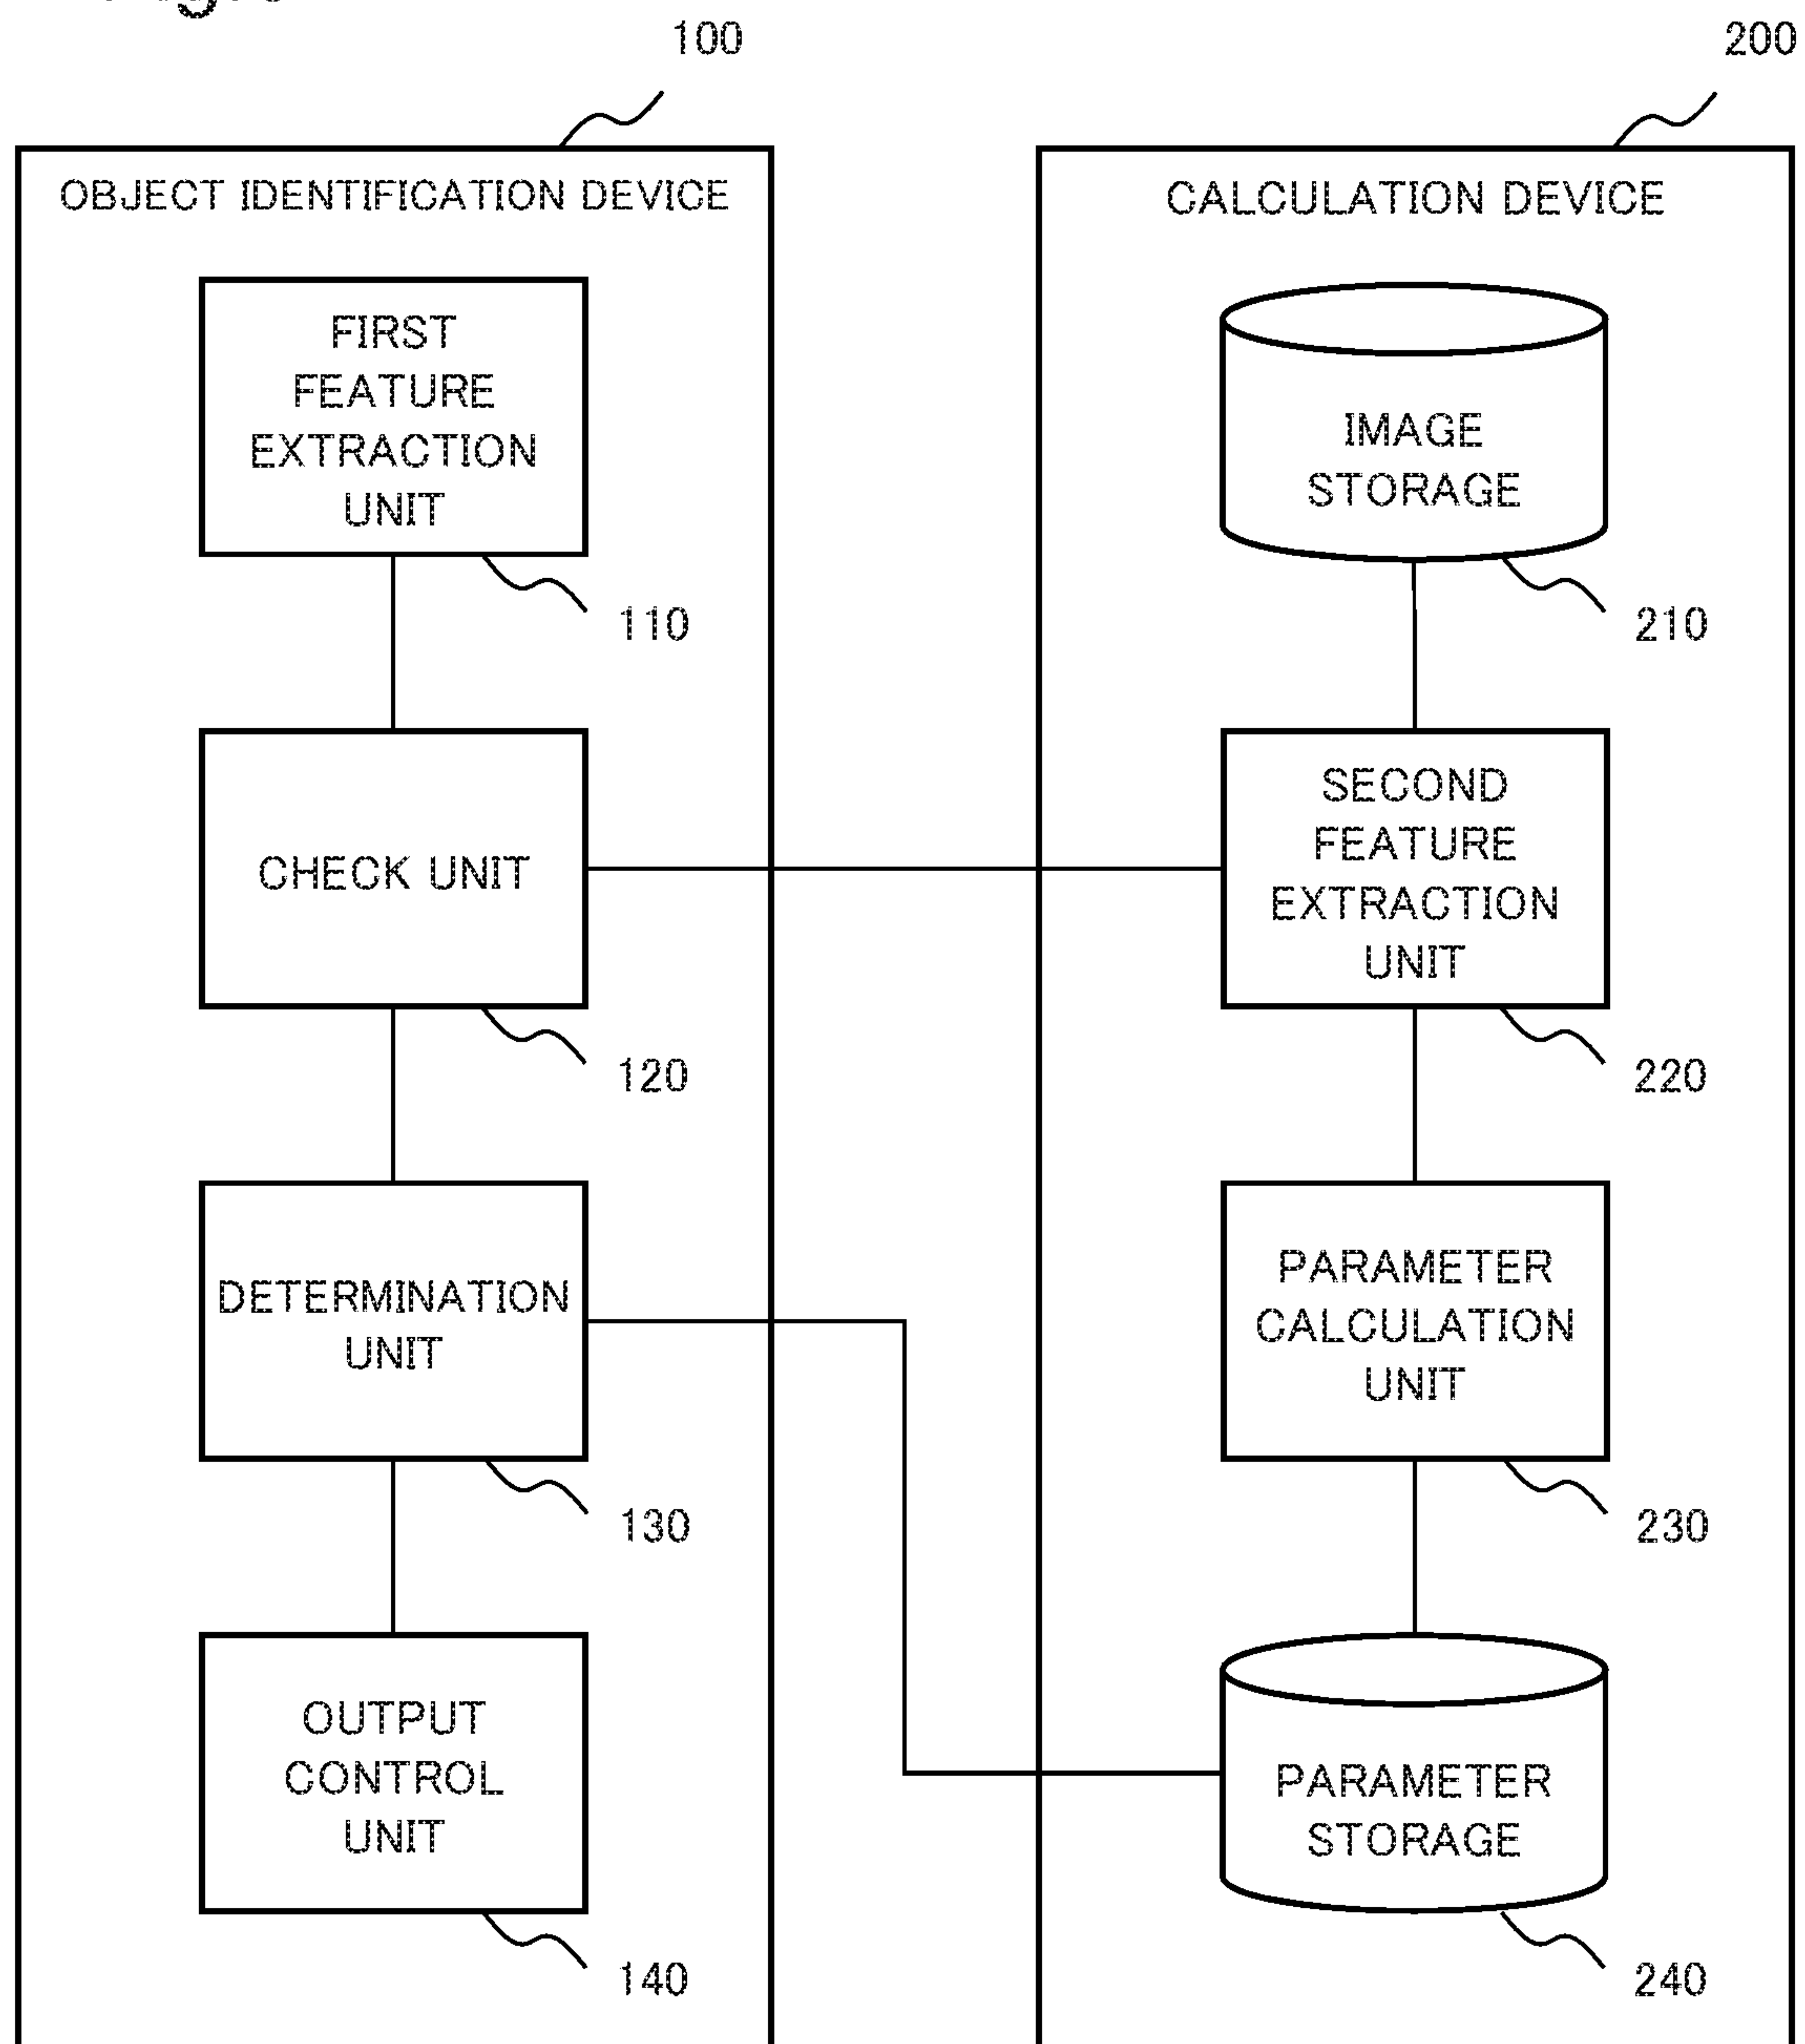 100
200
OBJECT IDENTIFICATION DEVICE
FIRST
FEATURE
EXTRACTION
UNIT
110
CHECK UNIT
120
DETERMINATION
UNIT
130
OUTPUT
CONTROL
UNIT
140
CALCULATION DEVICE
IMAGE
STORAGE
210
SECOND
FEATURE
EXTRACTION
UNIT
220
PARAMETER
CALCULATION
UNIT
230
PARAMETER
STORAGE
240